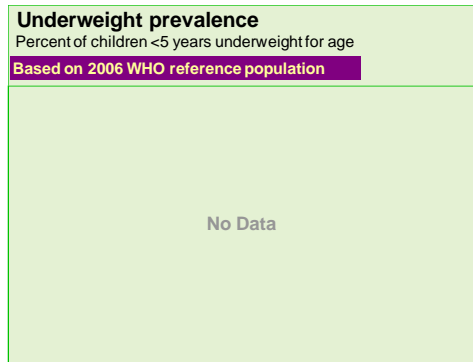 Underweight prevalence
Percent of children <5 years underweight for age
Based on 2006 WHO reference population
No Data